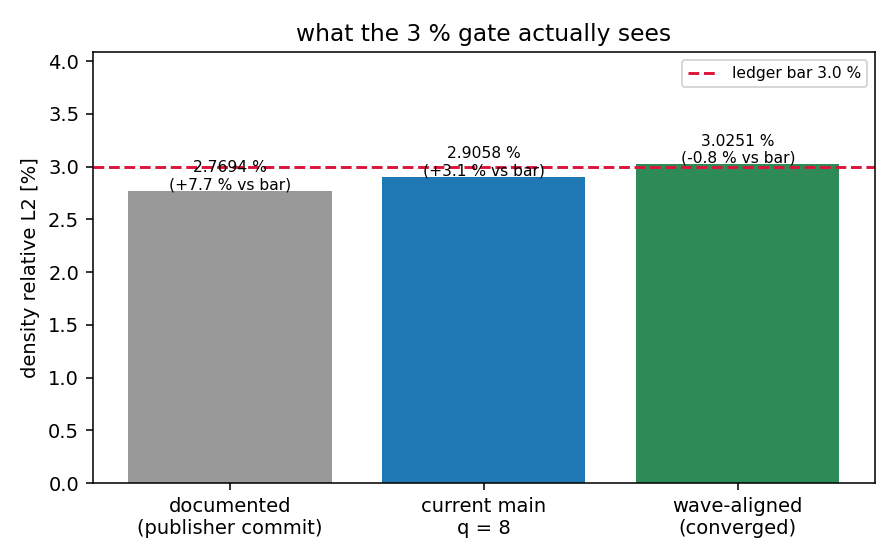 what the 3 % gate actually sees
density relative L2 [%]
4.0
3.5
3.0
2.5
2.0
1.5
1.0
0.5
0.0
ledger bar 3.0 %
2.7694 %
(+7.7 % vs bar)
2.9058 %
(+3.1 % vs bar)
3.0251 %
(-0.8 % vs bar)
documented
(publisher commit)
current main
q = 8
wave-aligned
(converged)